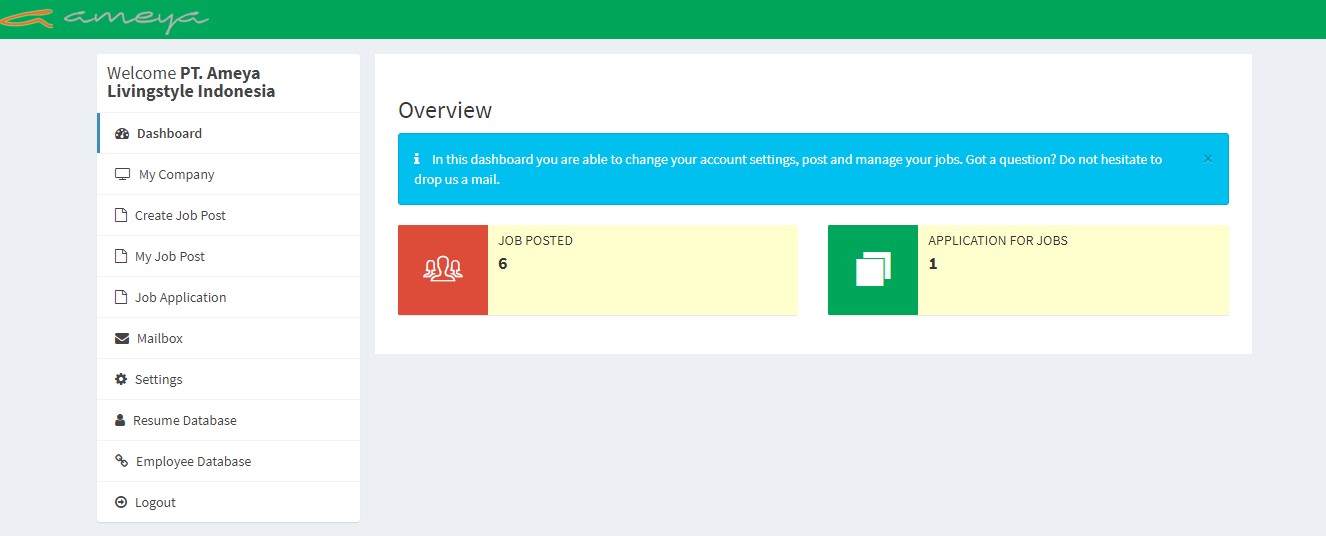 ameya
Welcome PT. Ameya
Livingstyle Indonesia
Dashboard
My Company
Create Job Post
My Job Post
Job Application
Mailbox
Settings
Resume Database
Employee Database
Logout
Overview
In this dashboard you are able to change your account settings, post and manage your jobs. Got a question? Do not hesitate to
drop us a mail.
×
JOB POSTED
6
APPLICATION FOR JOBS
1